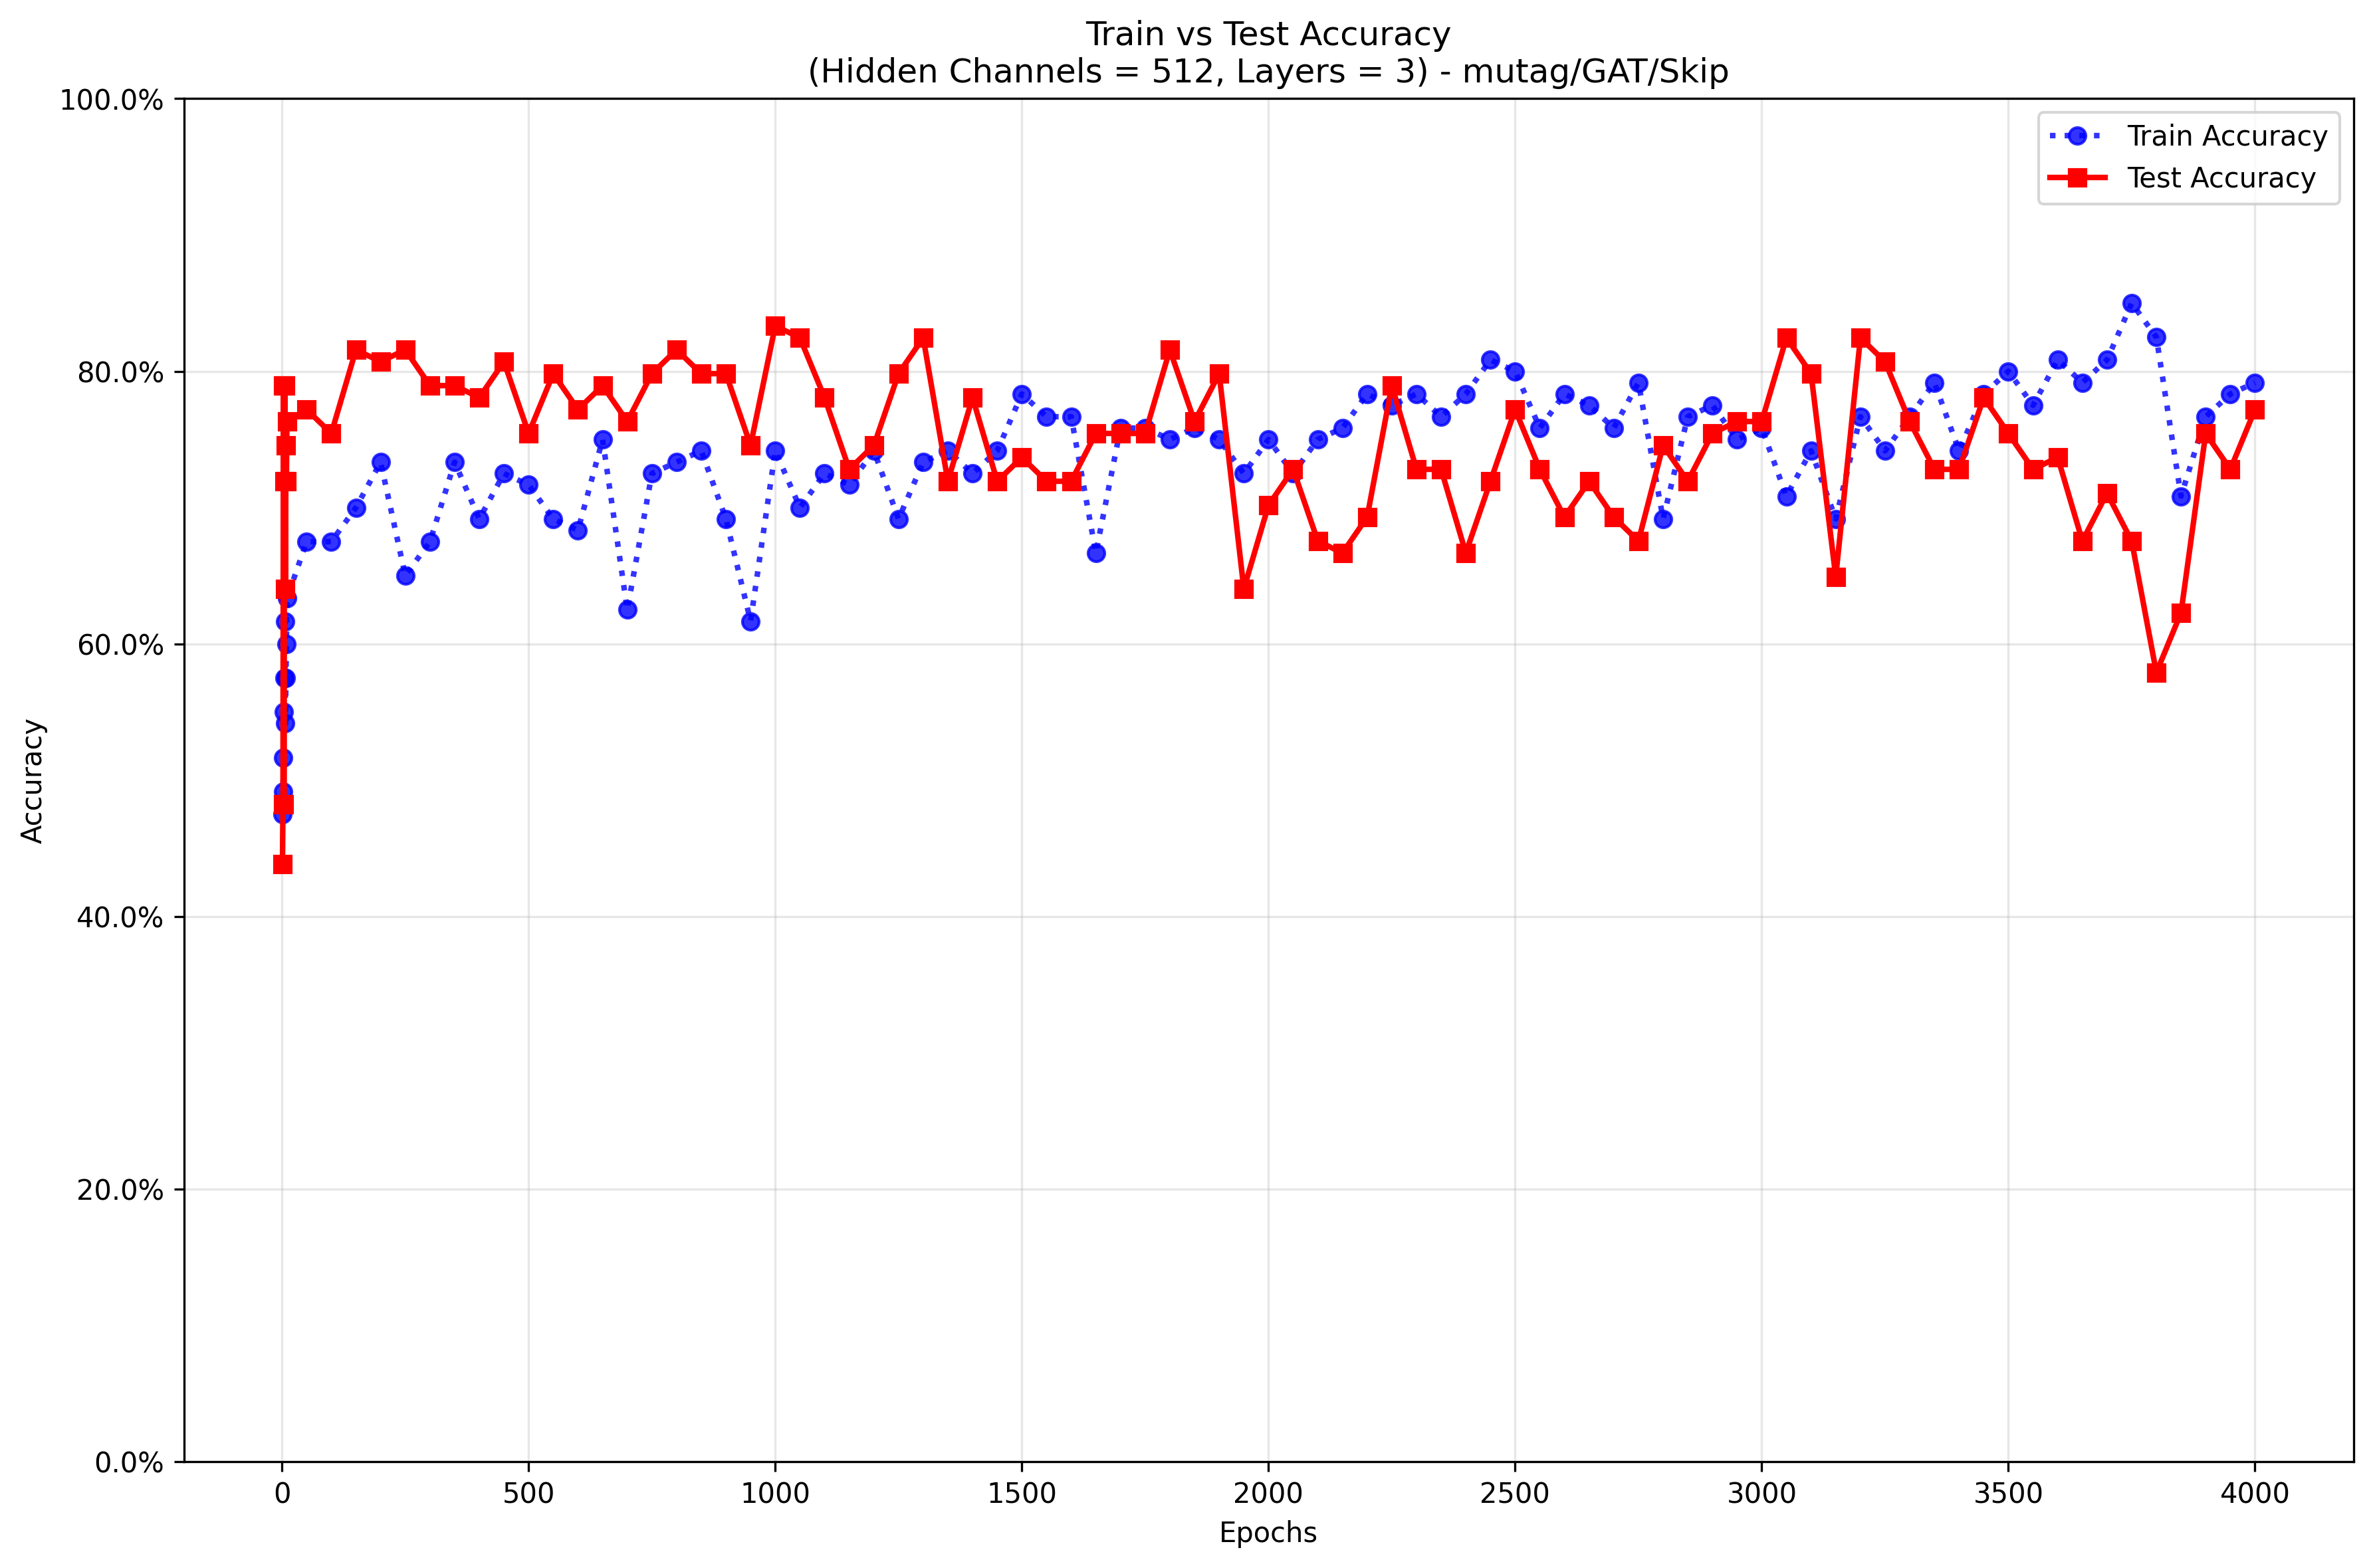 Train vs Test Accuracy
(Hidden Channels = 512, Layers = 3) - mutag/GAT/Skip
Train Accuracy
Test Accuracy
Accuracy
100.0%
80.0%
60.0%
40.0%
20.0%
0.0%
0 500 1000 1500 2000 2500 3000 3500 4000
Epochs